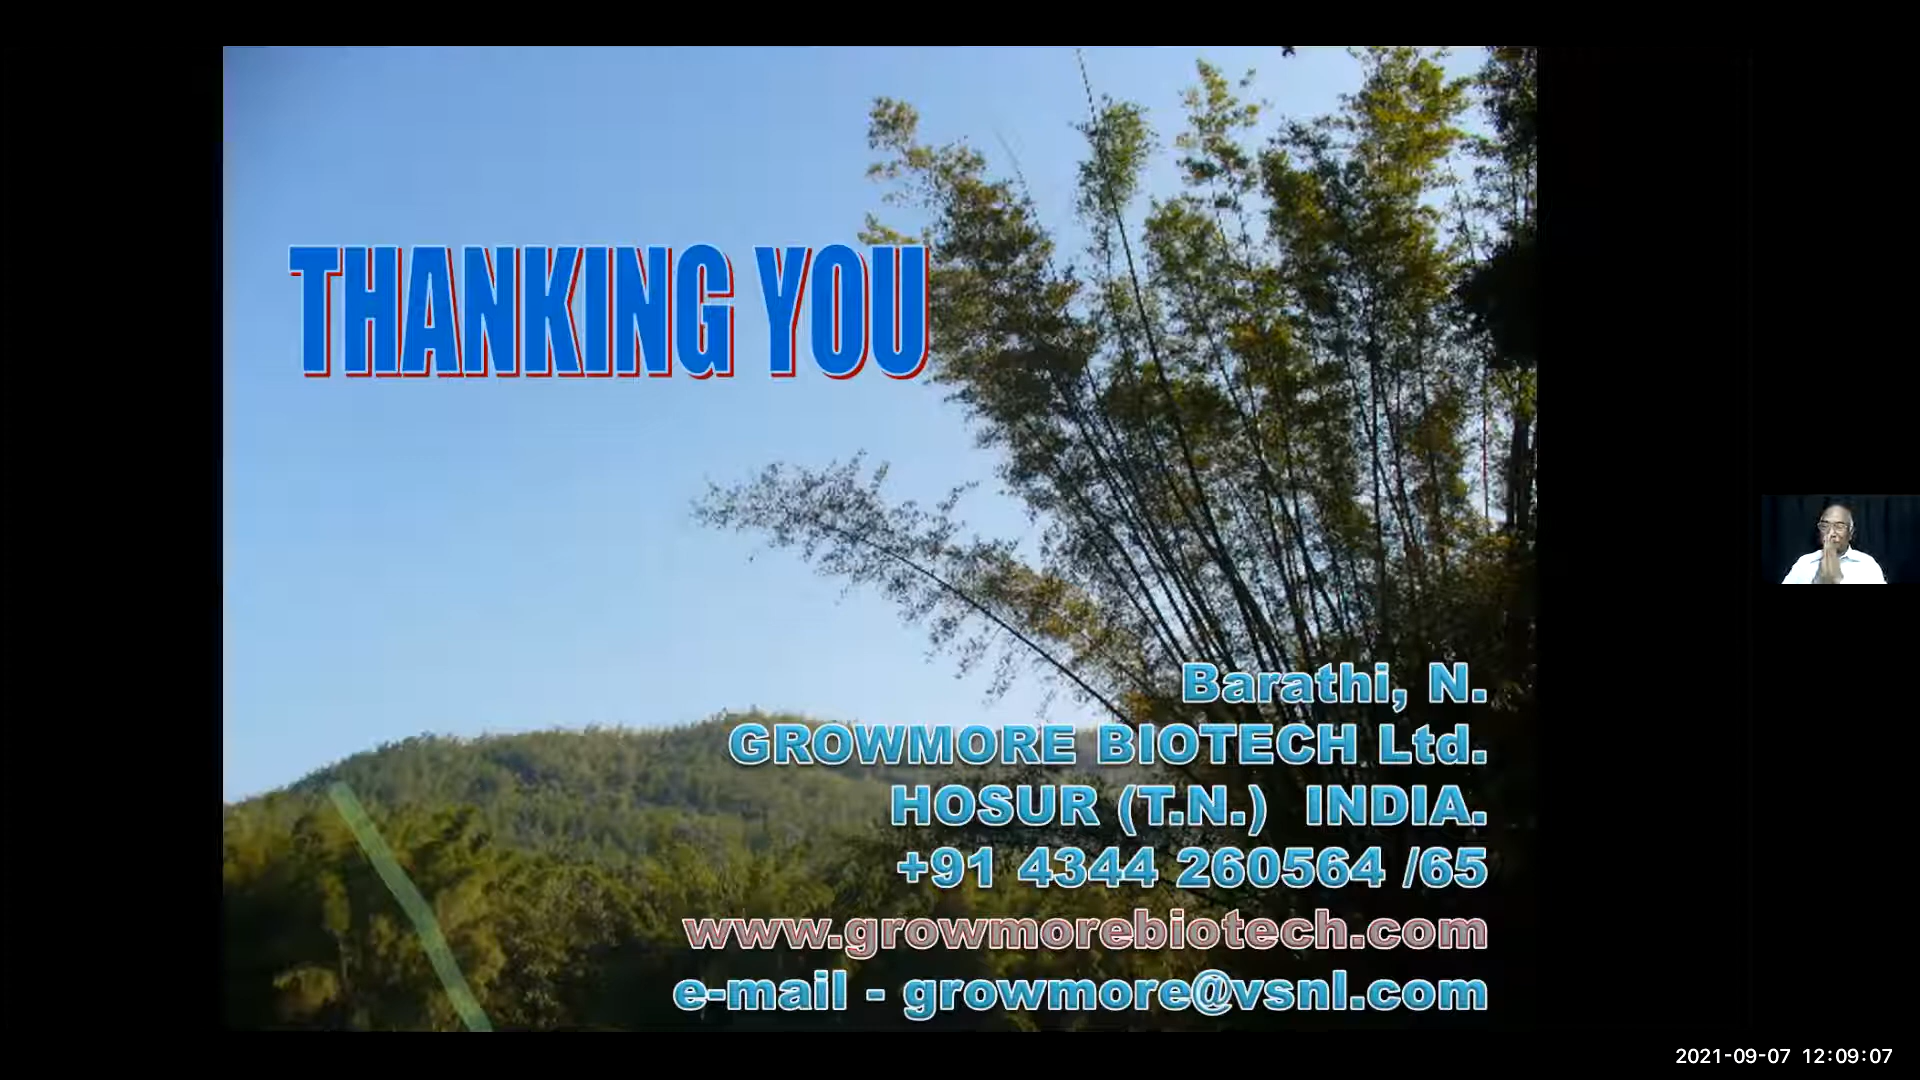 THANKING YOU
Barathi, N.
GROWMORE BIOTECH Ltd.
HOSUR (T.N.) INDIA.
+91 4344 260564 /65
www.growmorebiotech.com
e-mail - growmore@vsnl.com
2021-09-07 12:09:07